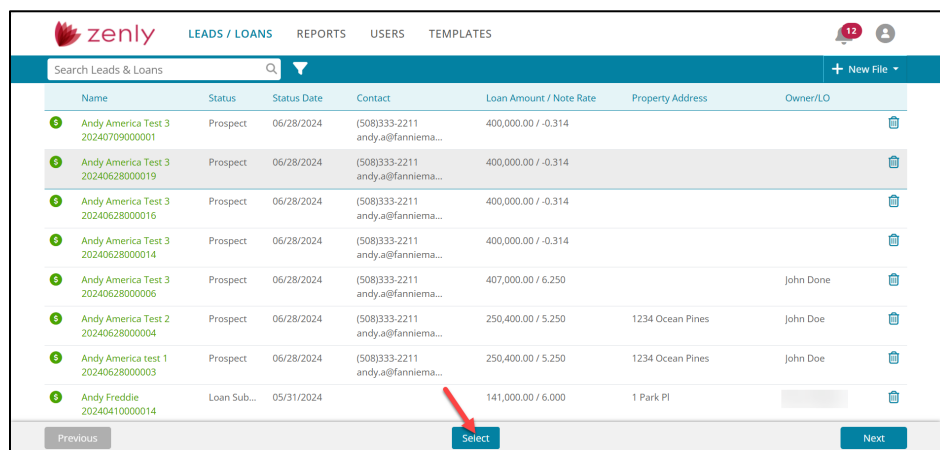 zenly LEADS / LOANS REPORTS USERS TEMPLATES 12
Search Leads & Loans + New File
Name Status Status Date Contact Loan Amount / Note Rate Property Address Owner/LO
$ Andy America Test 3 Prospect 06/28/2024 (508)333-2211 400,000.00 / -0.314
20240709000001 andy.a@fanniema...
$ Andy America Test 3 Prospect 06/28/2024 (508)333-2211 400,000.00 / -0.314
20240628000019 andy.a@fanniema...
$ Andy America Test 3 Prospect 06/28/2024 (508)333-2211 400,000.00 / -0.314
20240628000016 andy.a@fanniema...
$ Andy America Test 3 Prospect 06/28/2024 (508)333-2211 400,000.00 / -0.314
20240628000014 andy.a@fanniema...
$ Andy America Test 3 Prospect 06/28/2024 (508)333-2211 407,000.00 / 6.250 John Done
20240628000006 andy.a@fanniema...
$ Andy America Test 2 Prospect 06/28/2024 (508)333-2211 250,400.00 / 5.250 1234 Ocean Pines John Doe
20240628000004 andy.a@fanniema...
$ Andy America test 1 Prospect 06/28/2024 (508)333-2211 250,400.00 / 5.250 1234 Ocean Pines John Doe
20240628000003 andy.a@fanniema...
$ Andy Freddie Loan Sub... 05/31/2024 141,000.00 / 6.000 1 Park Pl
20240410000014
Previous Select Next